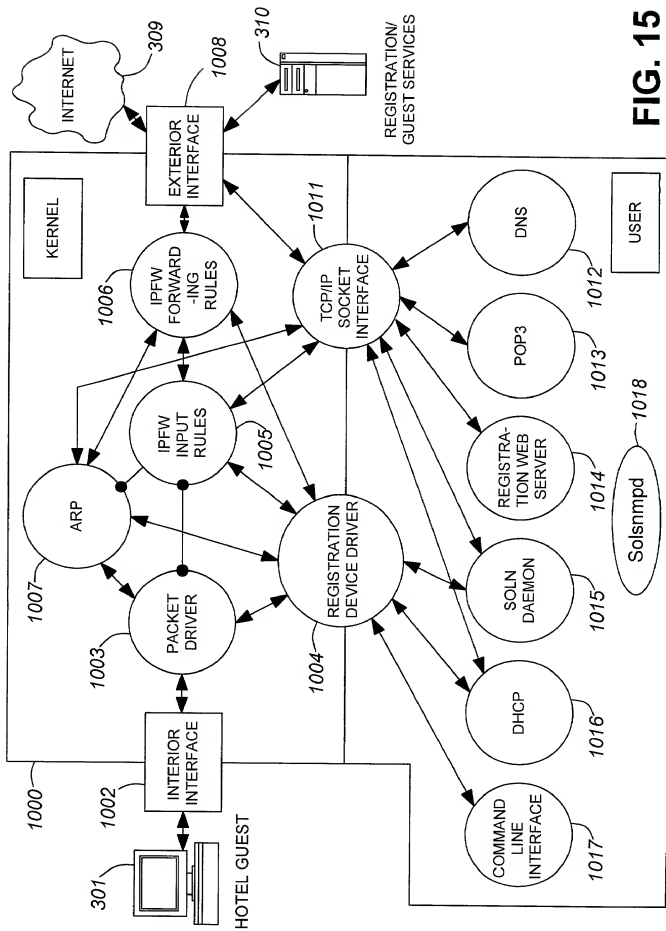 INTERNET
309
310
REGISTRATION/
GUEST SERVICES
FIG. 15
1008
EXTERIOR
INTERFACE
KERNEL
1006
IPFW
FORWARD
-ING
RULES
1011
TCP/IP
SOCKET
INTERFACE
DNS
1012
USER
ARP
1007
IPFW
INPUT
RULES
1005
POP3
1013
REGISTRA-
TION WEB
SERVER
1014
Solsnmpd
1018
PACKET
DRIVER
1003
REGISTRATION
DEVICE DRIVER
1004
SOLN
DAEMON
1015
DHCP
1016
1000
1002
INTERIOR
INTERFACE
COMMAND
LINE
INTERFACE
1017
301
HOTEL GUEST